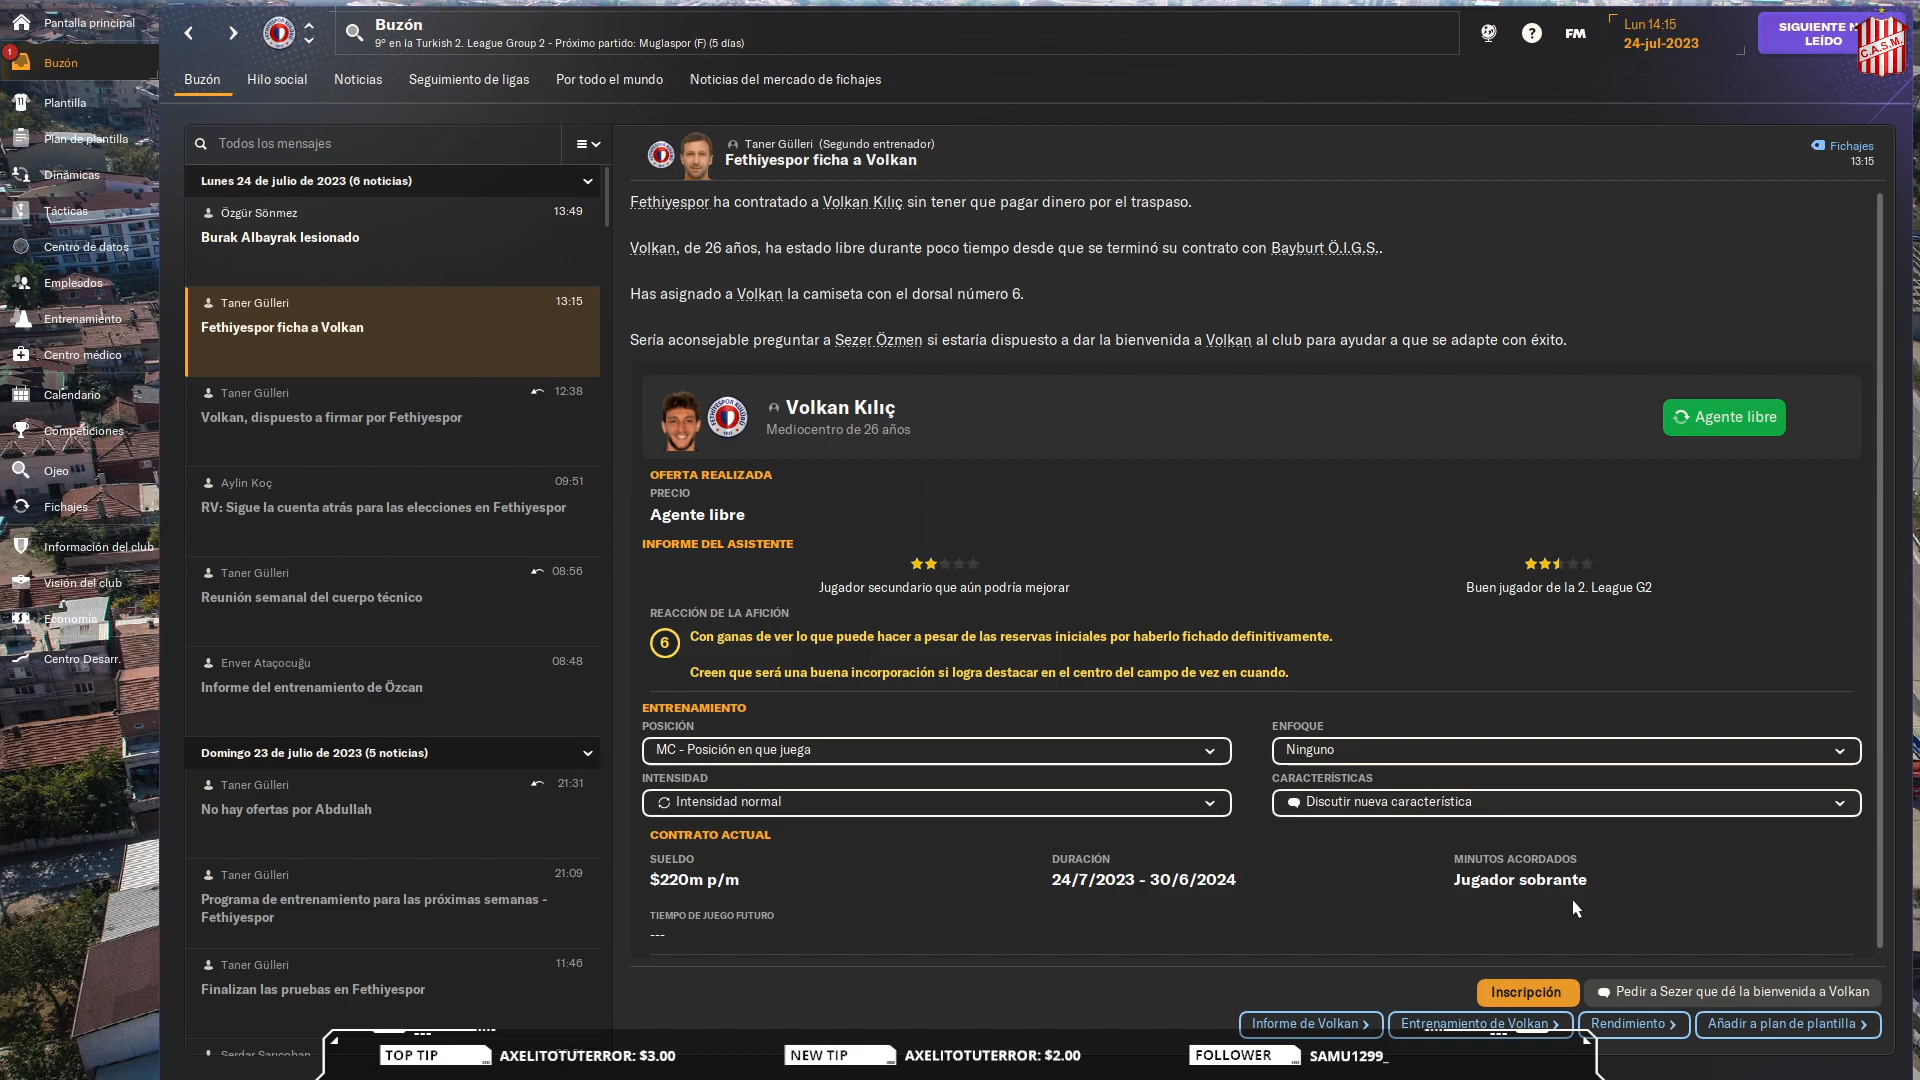 Pantalla principal
1
Buzón
Plantilla
Plan de plantilla
Dinámicas
Tácticas
Centro de datos
Empleados
Entrenamiento
Centro médico
Calendario
Competiciones
Ojeo
Fichajes
Información del club
Visión del club
Economía
Centro Desarr.
Buzón
9º en la Turkish 2. League Group 2 - Próximo partido: Muglaspor (F) (5 días)
?
FM
Lun 14:15
24-jul-2023
SIGUIENTE N
LEÍDO
C.A.S.M.
Buzón
Hilo social
Noticias
Seguimiento de ligas
Por todo el mundo
Noticias del mercado de fichajes
Todos los mensajes
Lunes 24 de julio de 2023 (6 noticias)
Özgür Sönmez 13:49
Burak Albayrak lesionado
Taner Gülleri 13:15
Fethiyespor ficha a Volkan
Taner Gülleri 12:38
Volkan, dispuesto a firmar por Fethiyespor
Aylin Koç 09:51
RV: Sigue la cuenta atrás para las elecciones en Fethiyespor
Taner Gülleri 08:56
Reunión semanal del cuerpo técnico
Enver Ataçocuğu 08:48
Informe del entrenamiento de Özcan
Domingo 23 de julio de 2023 (5 noticias)
Taner Gülleri 21:31
No hay ofertas por Abdullah
Taner Gülleri 21:09
Programa de entrenamiento para las próximas semanas -
Fethiyespor
Taner Gülleri 11:46
Finalizan las pruebas en Fethiyespor
Serdar Sarıçoban
Taner Gülleri (Segundo entrenador)
Fethiyespor ficha a Volkan
Fichajes
13:15
Fethiyespor ha contratado a Volkan Kılıç sin tener que pagar dinero por el traspaso.
Volkan, de 26 años, ha estado libre durante poco tiempo desde que se terminó su contrato con Bayburt Ö.I.G.S..
Has asignado a Volkan la camiseta con el dorsal número 6.
Sería aconsejable preguntar a Sezer Özmen si estaría dispuesto a dar la bienvenida a Volkan al club para ayudar a que se adapte con éxito.
Volkan Kılıç
Mediocentro de 26 años
Agente libre
OFERTA REALIZADA
PRECIO
Agente libre
INFORME DEL ASISTENTE
Jugador secundario que aún podría mejorar
Buen jugador de la 2. League G2
REACCIÓN DE LA AFICIÓN
6
Con ganas de ver lo que puede hacer a pesar de las reservas iniciales por haberlo fichado definitivamente.
Creen que será una buena incorporación si logra destacar en el centro del campo de vez en cuando.
ENTRENAMIENTO
POSICIÓN
ENFOQUE
MC - Posición en que juega
Ninguno
INTENSIDAD
CARACTERÍSTICAS
Intensidad normal
Discutir nueva característica
CONTRATO ACTUAL
SUELDO
DURACIÓN
MINUTOS ACORDADOS
$220m p/m
24/7/2023 - 30/6/2024
Jugador sobrante
TIEMPO DE JUEGO FUTURO
---
Inscripción
Pedir a Sezer que dé la bienvenida a Volkan
Informe de Volkan
Entrenamiento de Volkan
Rendimiento
Añadir a plan de plantilla
TOP TIP
AXELITOTUTERROR: $3.00
NEW TIP
AXELITOTUTERROR: $2.00
FOLLOWER
SAMU1299_